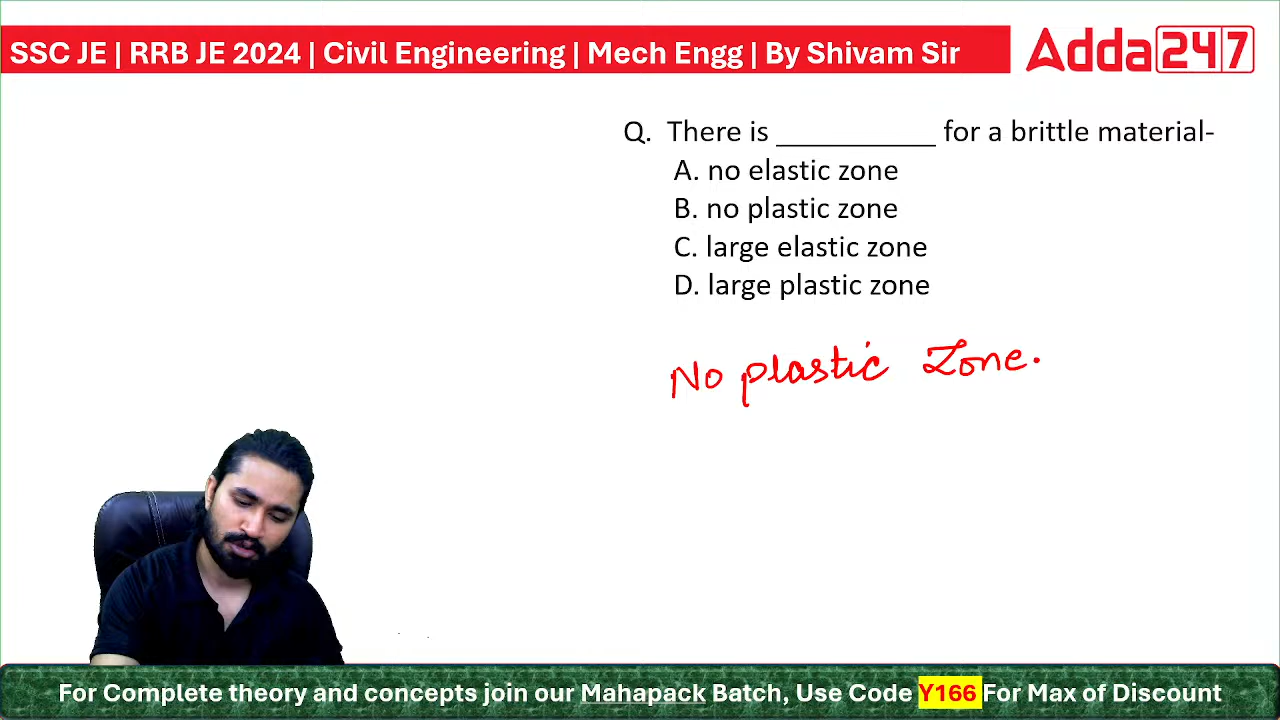 SSC JE | RRB JE 2024 | Civil Engineering | Mech Engg | By Shivam Sir
Adda247
Q. There is __________ for a brittle material-
A. no elastic zone
B. no plastic zone
C. large elastic zone
D. large plastic zone
No plastic Zone.
For Complete theory and concepts join our Mahapack Batch, Use Code Y166 For Max of Discount